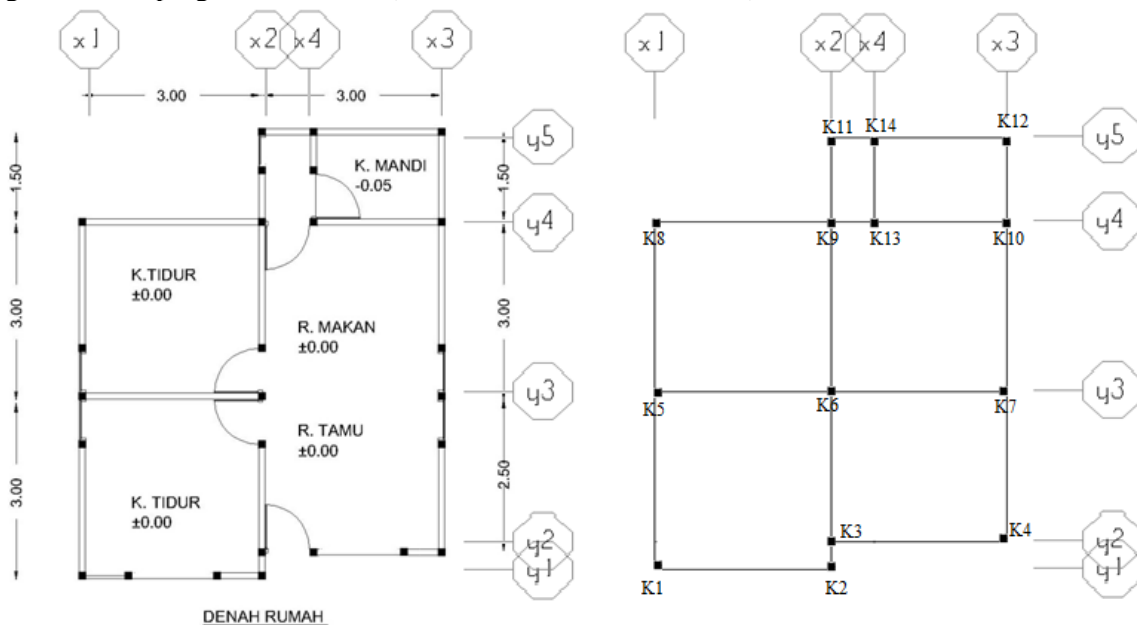 x1
x2
x4
x3
3.00
3.00
1.50
3.00
3.00
K. MANDI
-0.05
K.TIDUR
±0.00
R. MAKAN
±0.00
R. TAMU
±0.00
K. TIDUR
±0.00
1.50
3.00
2.50
y5
y4
y3
y2
y1
DENAH RUMAH
x1
x2
x4
x3
K11
K14
K12
K8
K9
K13
K10
K5
K6
K7
K3
K4
K1
K2
y5
y4
y3
y2
y1